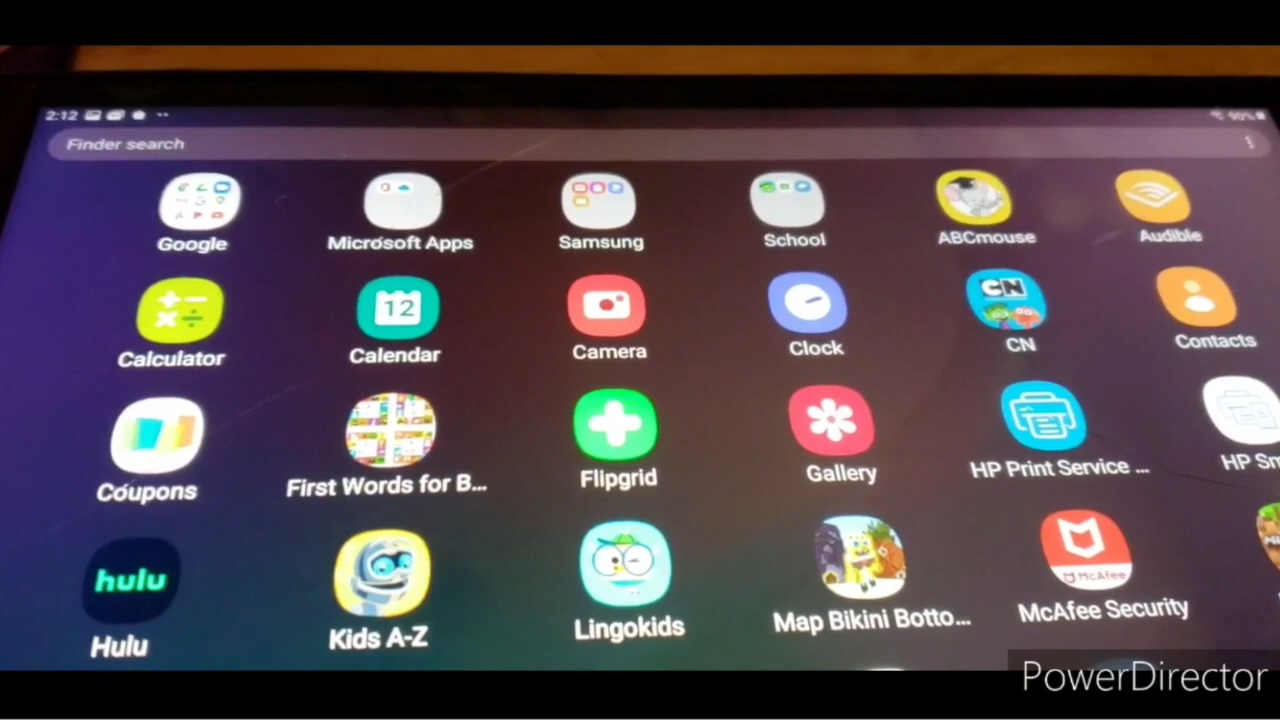 2:12 90%
Finder search
Google Microsoft Apps Samsung School ABCmouse Audible
CN
12
Calculator Calendar Camera Clock CN Contacts
Coupons First Words for B... Flipgrid Gallery HP Print Service ... HP Sm
hulu
McAfee
Hulu Kids A-Z Lingokids Map Bikini Botto... McAfee Security
PowerDirector